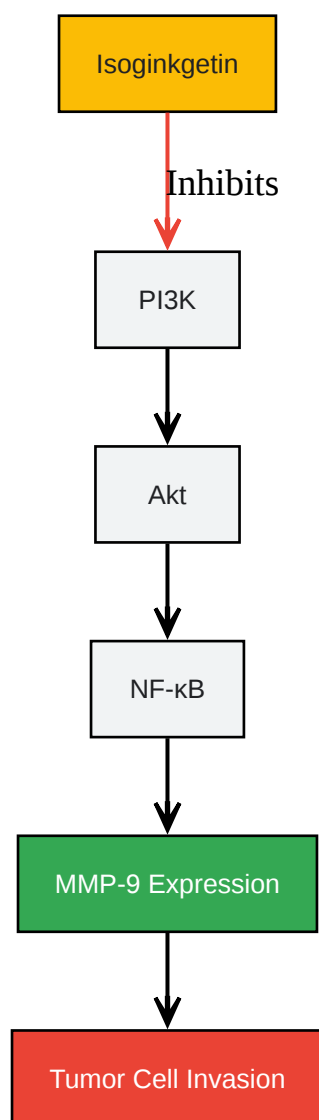 Isoginkgetin
Inhibits
PI3K
Akt
NF-κB
MMP-9 Expression
Tumor Cell Invasion